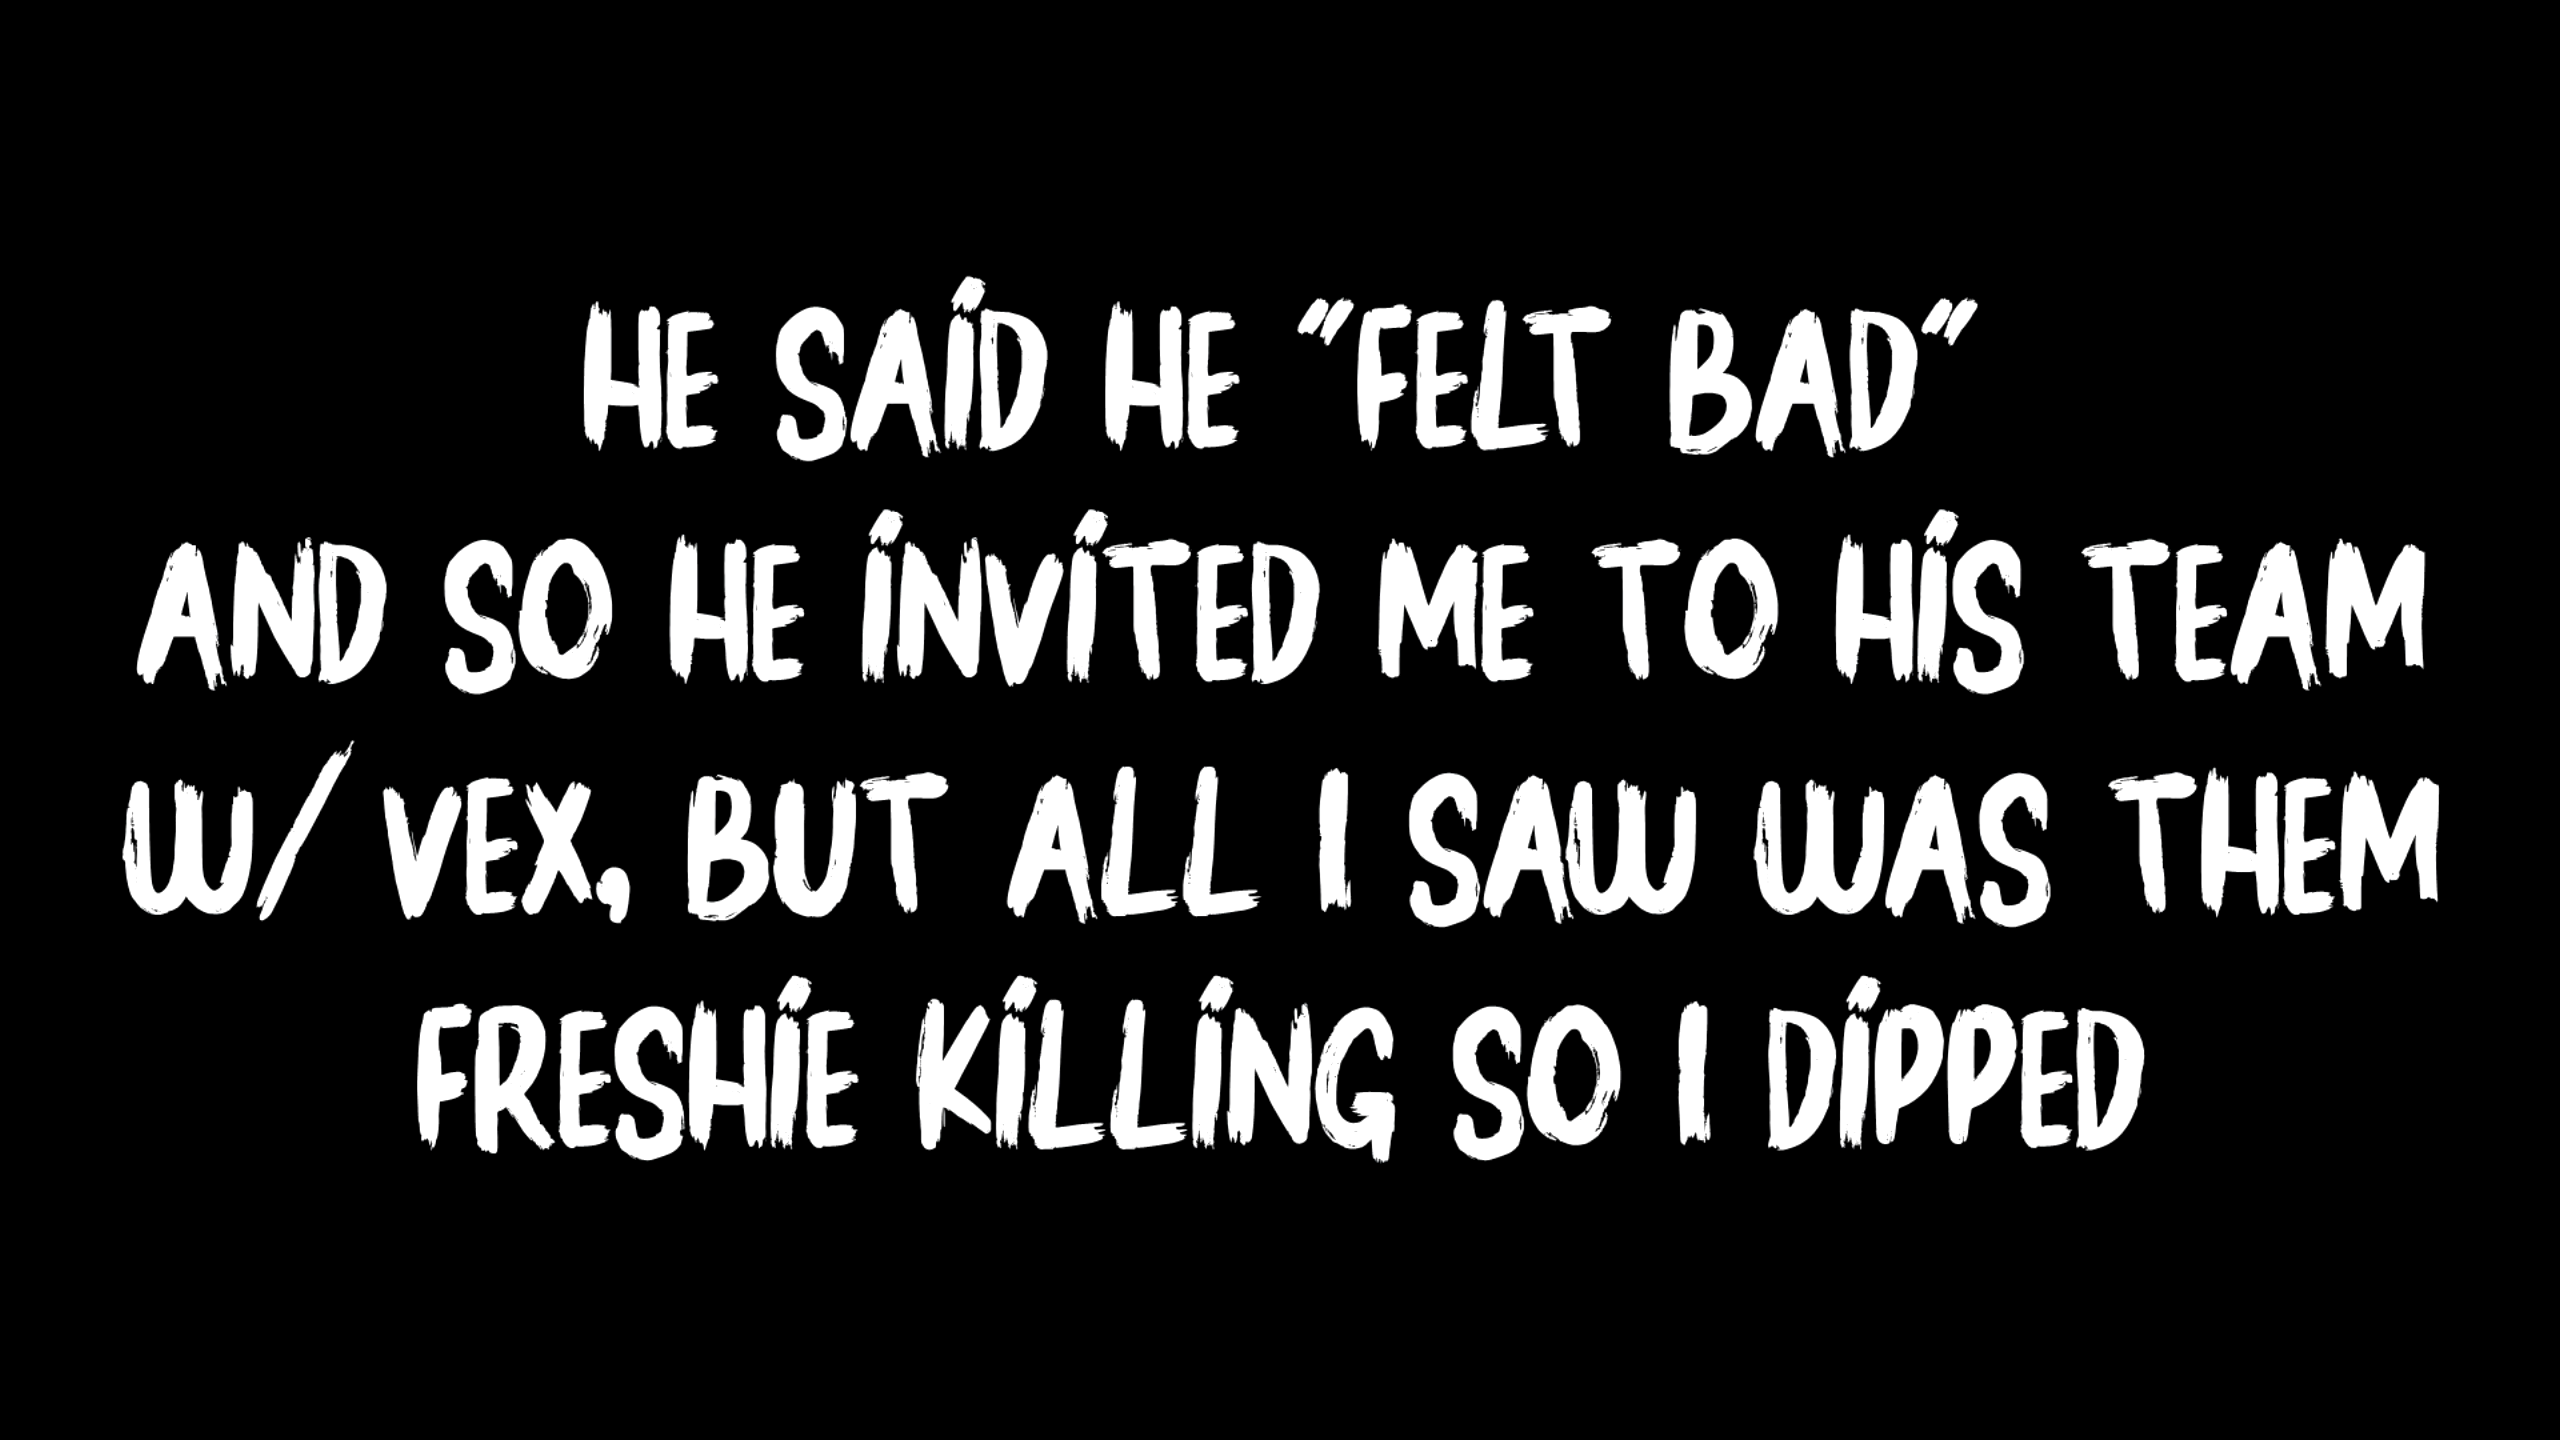 HE SAID HE "FELT BAD"
AND SO HE INVITED ME TO HIS TEAM
W/ VEX, BUT ALL I SAW WAS THEM
FRESHIE KILLING SO I DIPPED